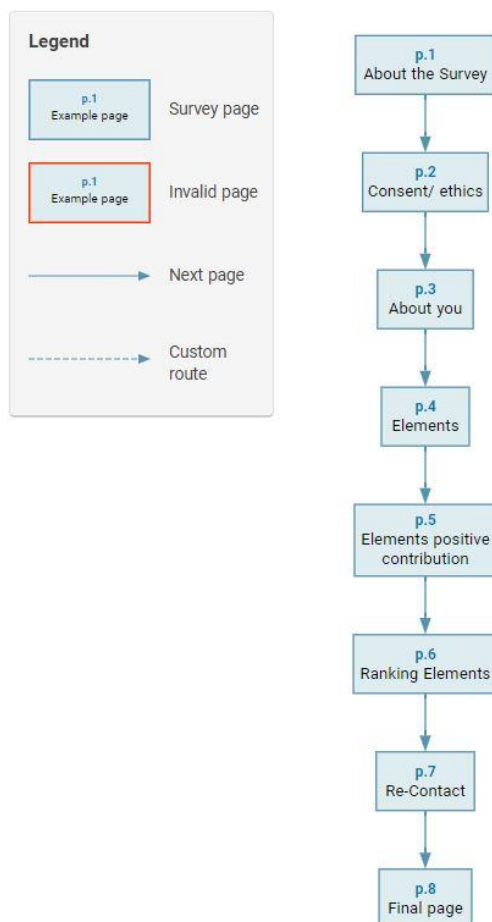 Legend
p.1
Example page
Survey page
p.1
Example page
Invalid page
Next page
Custom
route
p.1
About the Survey
p.2
Consent/ ethics
p.3
About you
p.4
Elements
p.5
Elements positive
contribution
p.6
Ranking Elements
p.7
Re-Contact
p.8
Final page